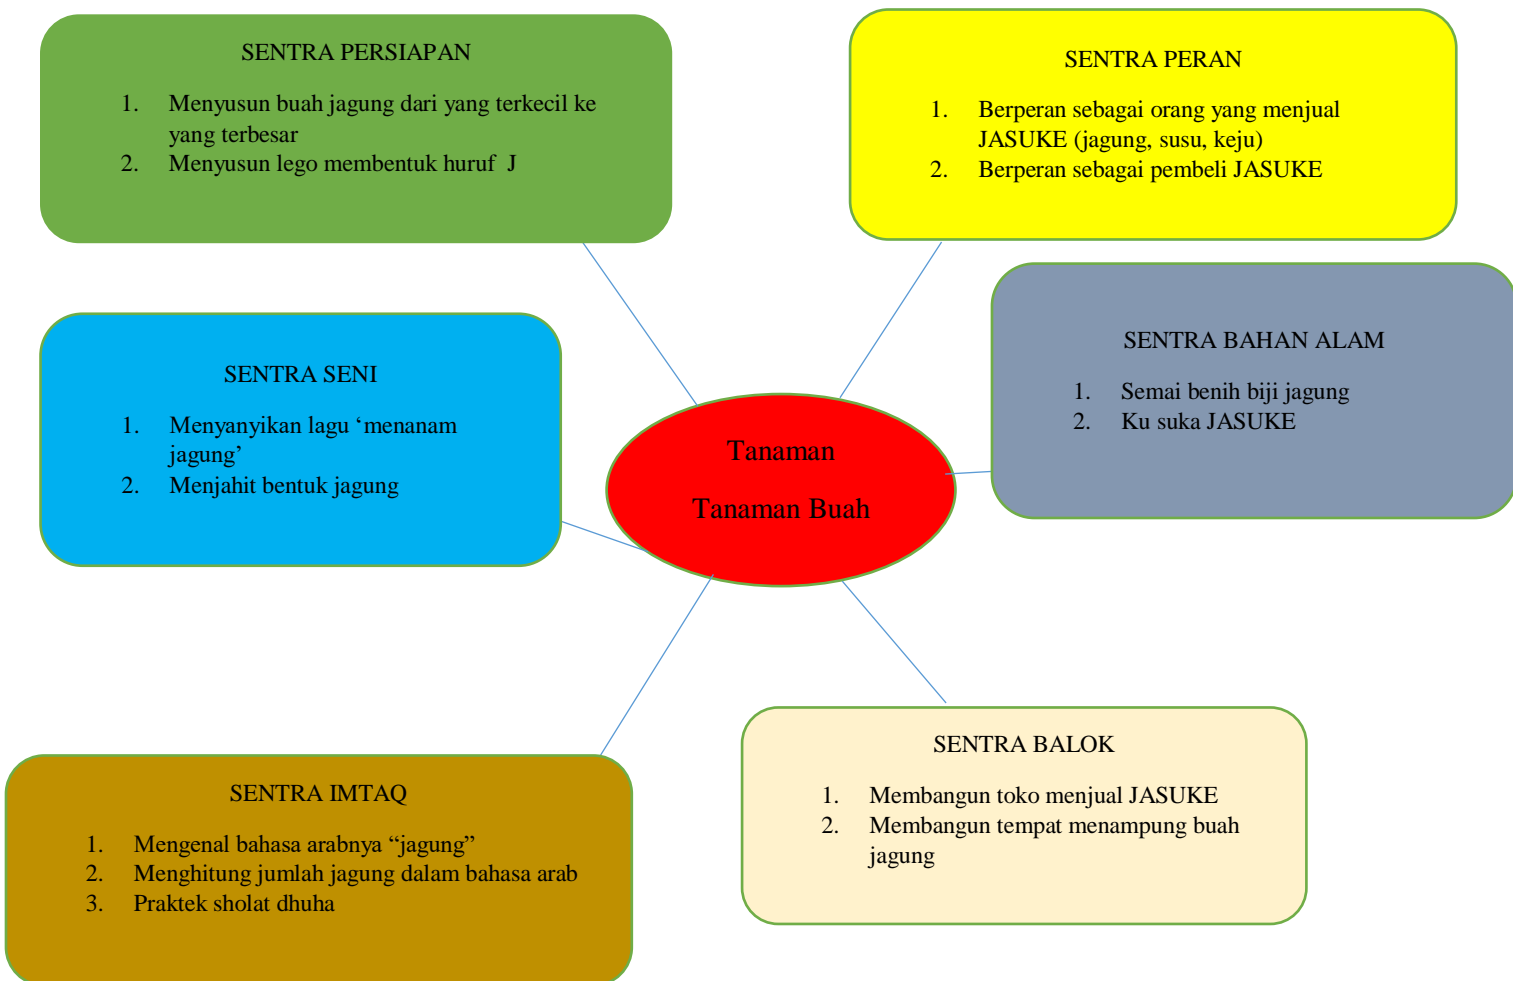 SENTRA PERSIAPAN
1. Menyusun buah jagung dari yang terkecil ke
yang terbesar
2. Menyusun lego membentuk huruf J
SENTRA PERAN
1. Berperan sebagai orang yang menjual
JASUKE (jagung, susu, keju)
2. Berperan sebagai pembeli JASUKE
SENTRA SENI
1. Menyanyikan lagu ‘menanam
jagung’
2. Menjahit bentuk jagung
Tanaman
Tanaman Buah
SENTRA BAHAN ALAM
1. Semai benih biji jagung
2. Ku suka JASUKE
SENTRA IMTAQ
1. Mengenal bahasa arabnya “jagung”
2. Menghitung jumlah jagung dalam bahasa arab
3. Praktek sholat dhuha
SENTRA BALOK
1. Membangun toko menjual JASUKE
2. Membangun tempat menampung buah
jagung